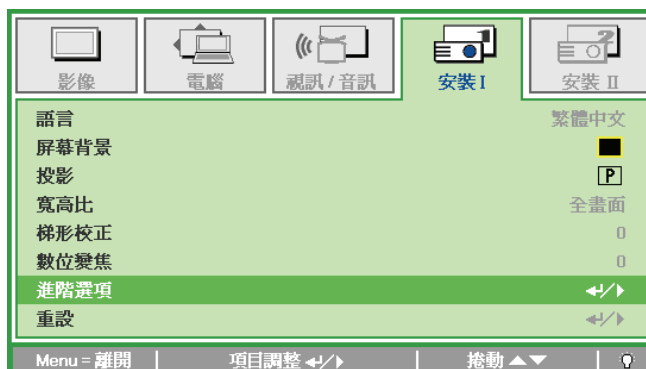 影像 電腦 視訊 / 音訊 安裝 I 安裝 II
語言 繁體中文
屏幕背景
投影 P
寬高比 全畫面
梯形校正 0
數位變焦 0
進階選項 ↵/▶
重設 ↵/▶
Menu = 離開 項目調整 ↵/▶ 捲動 ▲▼